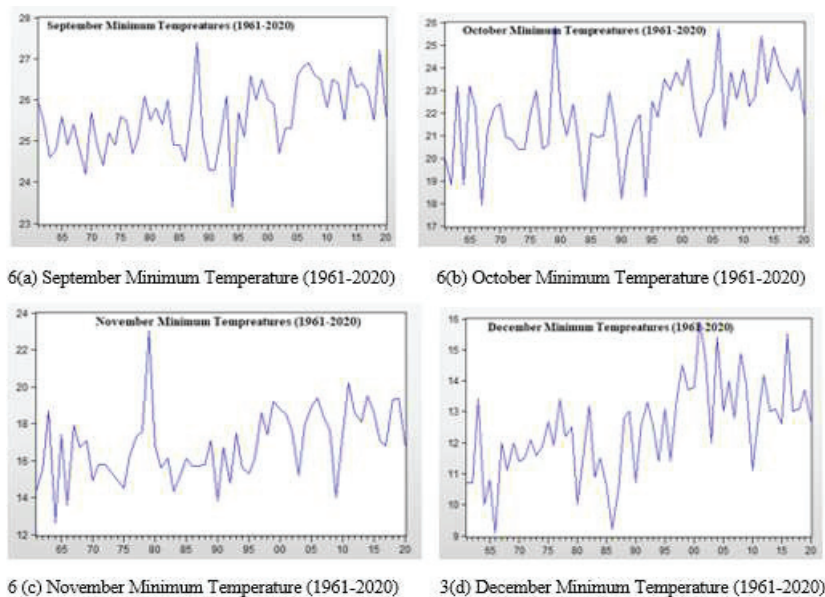 September Minimum Tempreatures (1961-2020)
28
27
26
25
24
23
65 70 75 80 85 90 95 00 05 10 15 20
6(a) September Minimum Temperature (1961-2020)
October Minimum Tempreatures (1961-2020)
26
25
24
23
22
21
20
19
18
17
65 70 75 80 85 90 95 00 05 10 15 20
6(b) October Minimum Temperature (1961-2020)
November Minimum Tempreatures (1961-2020)
24
22
20
18
16
14
12
65 70 75 80 85 90 95 00 05 10 15 20
6 (c) November Minimum Temperature (1961-2020)
December Minimum Tempreatures (1961-2020)
16
15
14
13
12
11
10
9
65 70 75 80 85 90 95 00 05 10 15 20
3(d) December Minimum Temperature (1961-2020)